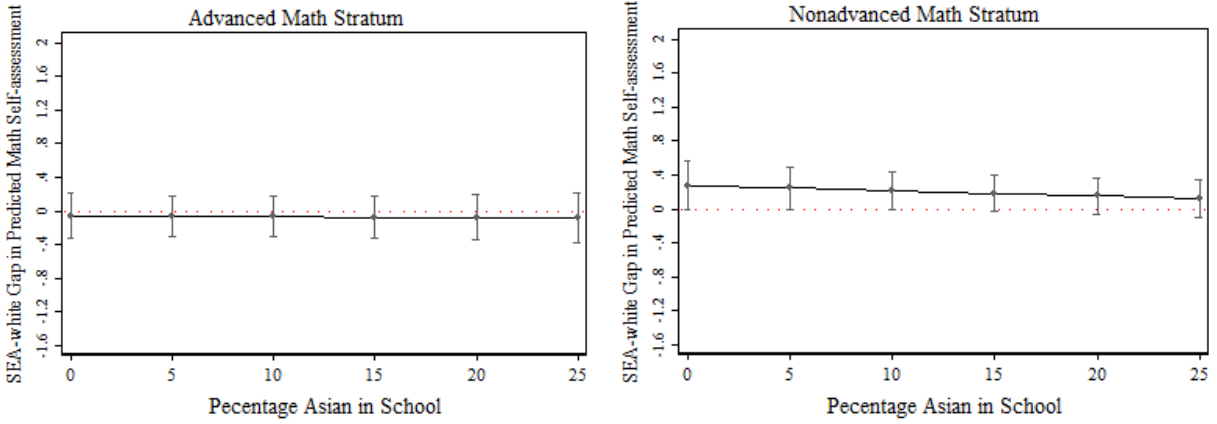 Advanced Math Stratum
SEA-white Gap in Predicted Math Self-assessment
2
1.6
1.2
.8
.4
0
-.4
-.8
-1.2
-1.6
0 5 10 15 20 25
Pecentage Asian in School
Nonadvanced Math Stratum
SEA-white Gap in Predicted Math Self-assessment
2
1.6
1.2
.8
.4
0
-.4
-.8
-1.2
-1.6
0 5 10 15 20 25
Pecentage Asian in School